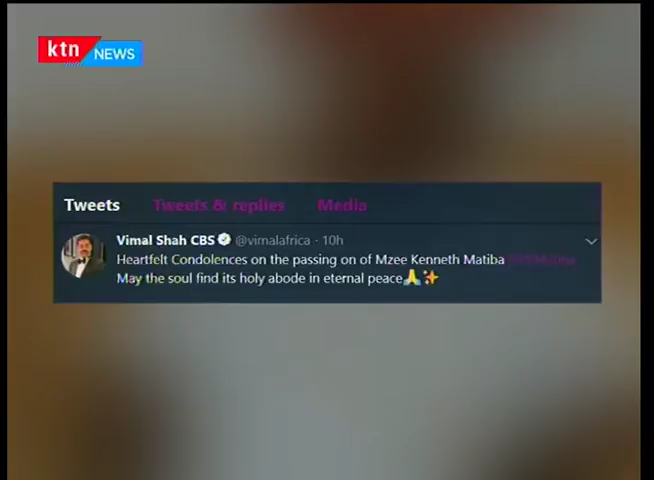 ktn NEWS
Tweets Tweets & replies Media
Vimal Shah CBS @vimalafrica · 10h
Heartfelt Condolences on the passing on of Mzee Kenneth Matiba
May the soul find its holy abode in eternal peace🙏✨